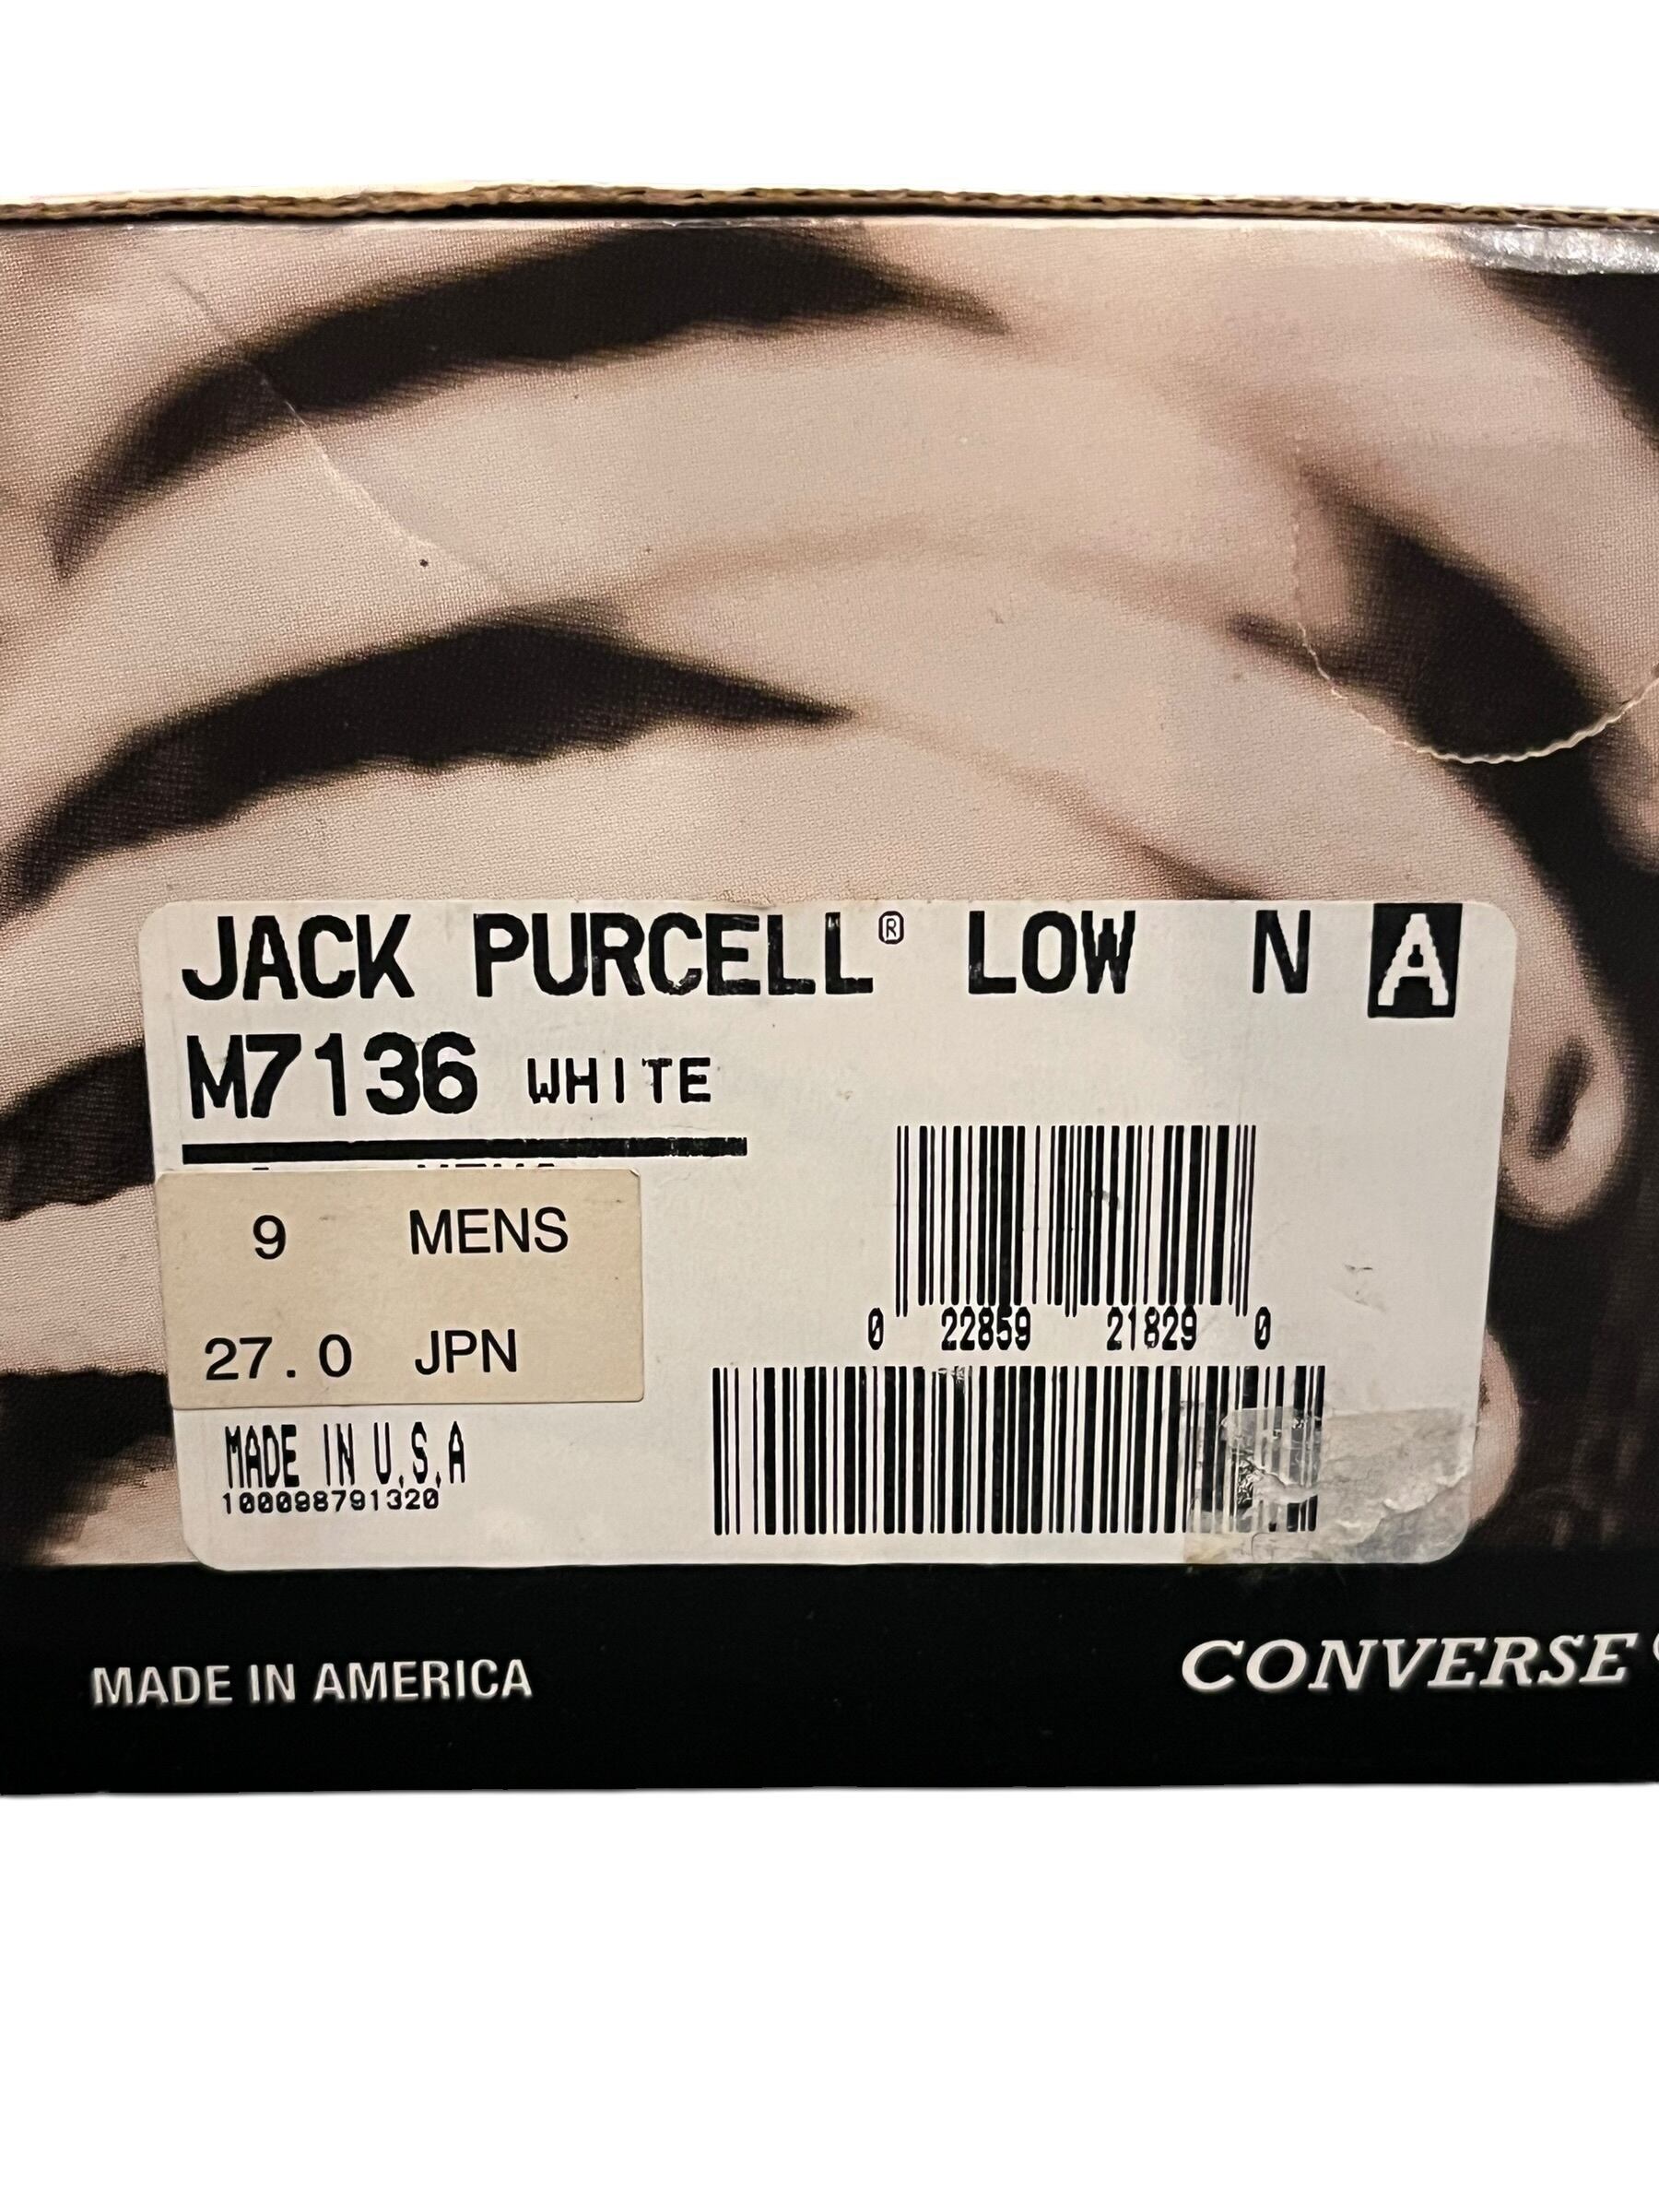 JACK PURCELL® LOW N A
M7136 WHITE
9 MENS
27.0 JPN
0 22859 21829 0
MADE IN U.S.A
100098791320
MADE IN AMERICA
CONVERSE